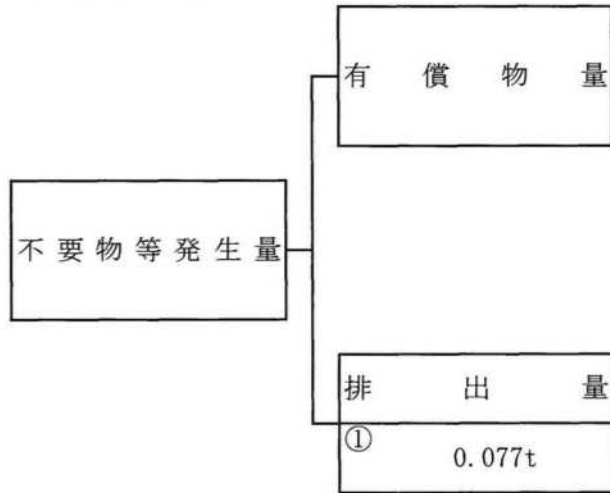 有償物量
不要物等発生量
排出量
①
0.077t